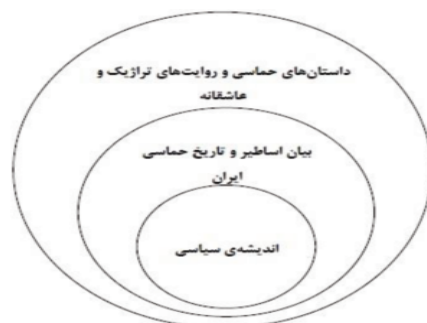 داستان‌های حماسی و روایت‌های تراژیک و
عاشقانه
بیان اساطیر و تاریخ حماسی
ایران
اندیشه‌ی سیاسی